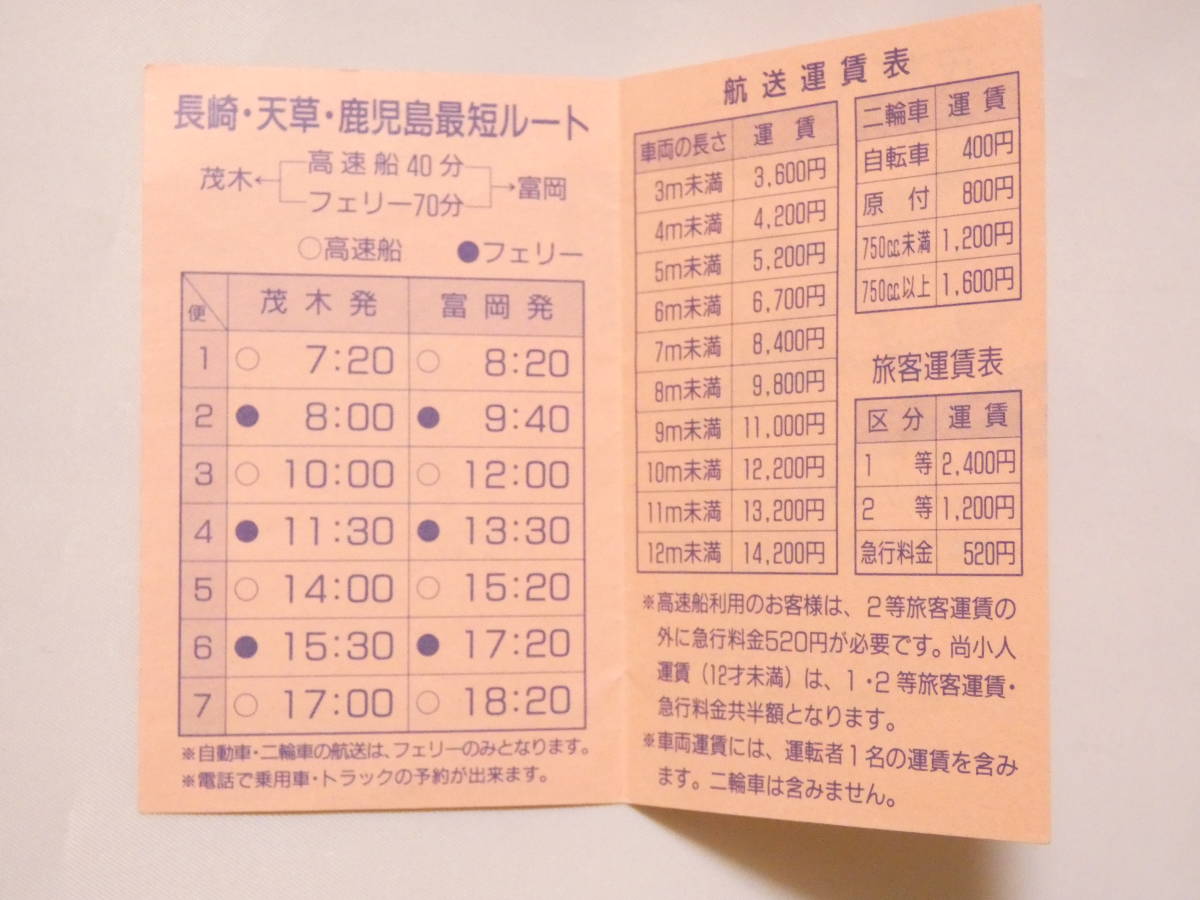 長崎・天草・鹿児島最短ルート
高速船40分
茂木← →富岡
フェリー70分
○高速船 ●フェリー
便 茂木発 富岡発
1 ○ 7:20 ○ 8:20
2 ● 8:00 ● 9:40
3 ○ 10:00 ○ 12:00
4 ● 11:30 ● 13:30
5 ○ 14:00 ○ 15:20
6 ● 15:30 ● 17:20
7 ○ 17:00 ○ 18:20
※自動車・二輪車の航送は、フェリーのみとなります。
※電話で乗用車・トラックの予約が出来ます。
航送運賃表
車両の長さ 運賃
3m未満 3,600円
4m未満 4,200円
5m未満 5,200円
6m未満 6,700円
7m未満 8,400円
8m未満 9,800円
9m未満 11,000円
10m未満 12,200円
11m未満 13,200円
12m未満 14,200円
二輪車 運賃
自転車 400円
原付 800円
750cc未満 1,200円
750cc以上 1,600円
旅客運賃表
区分 運賃
1等 2,400円
2等 1,200円
急行料金 520円
※高速船利用のお客様は、2等旅客運賃の
外に急行料金520円が必要です。尚小人
運賃(12才未満)は、1・2等旅客運賃・
急行料金共半額となります。
※車両運賃には、運転者1名の運賃を含み
ます。二輪車は含みません。